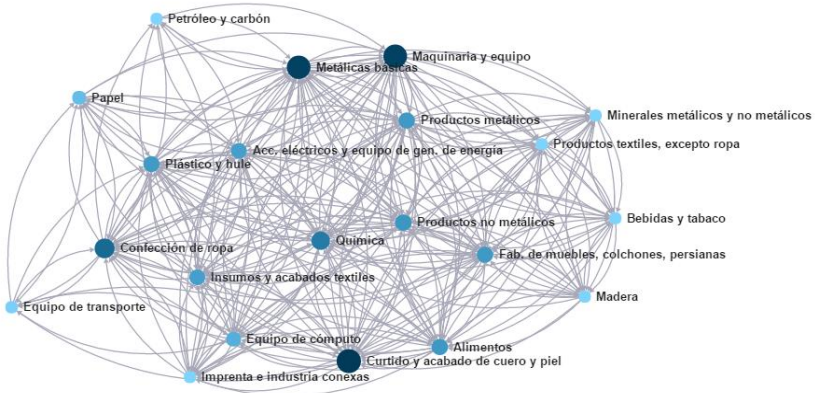 Petróleo y carbón
Maquinaria y equipo
Metálicas básicas
Papel
Minerales metálicos y no metálicos
Productos metálicos
Productos textiles, excepto ropa
Acc. eléctricos y equipo de gen. de energía
Plástico y hule
Bebidas y tabaco
Productos no metálicos
Química
Confección de ropa
Fab. de muebles, colchones, persianas
Insumos y acabados textiles
Madera
Equipo de transporte
Equipo de cómputo
Alimentos
Curtido y acabado de cuero y piel
Imprenta e industria conexas